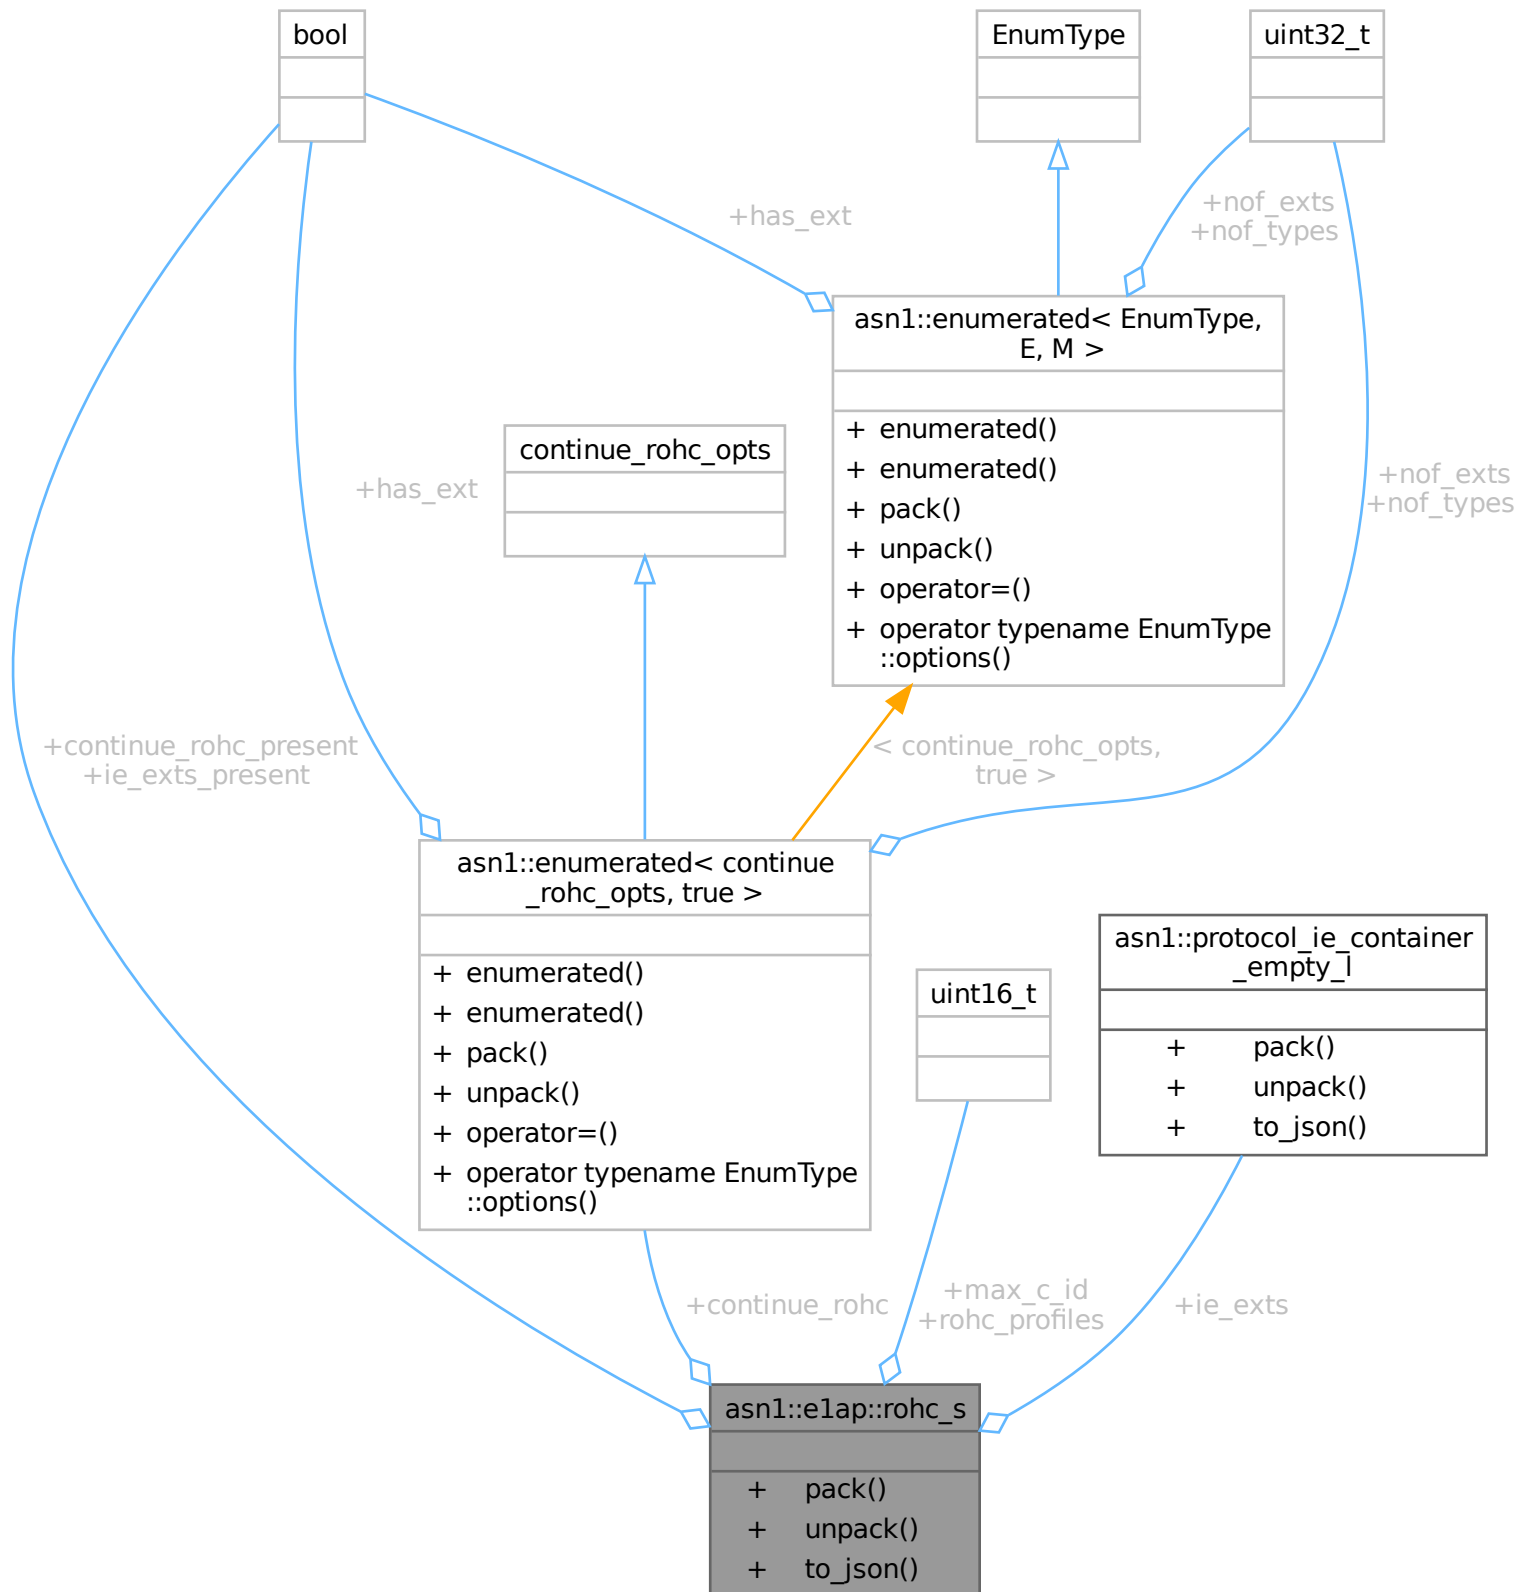 bool
EnumType
uint32_t
+has_ext
+nof_exts
+nof_types
asn1::enumerated< EnumType,
E, M >
+ enumerated()
+ enumerated()
+ pack()
+ unpack()
+ operator=()
+ operator typename EnumType
::options()
continue_rohc_opts
+has_ext
+nof_exts
+nof_types
+continue_rohc_present
+ie_exts_present
< continue_rohc_opts,
true >
asn1::enumerated< continue
_rohc_opts, true >
+ enumerated()
+ enumerated()
+ pack()
+ unpack()
+ operator=()
+ operator typename EnumType
::options()
uint16_t
asn1::protocol_ie_container
_empty_l
+ pack()
+ unpack()
+ to_json()
+continue_rohc
+max_c_id
+rohc_profiles
+ie_exts
asn1::e1ap::rohc_s
+ pack()
+ unpack()
+ to_json()